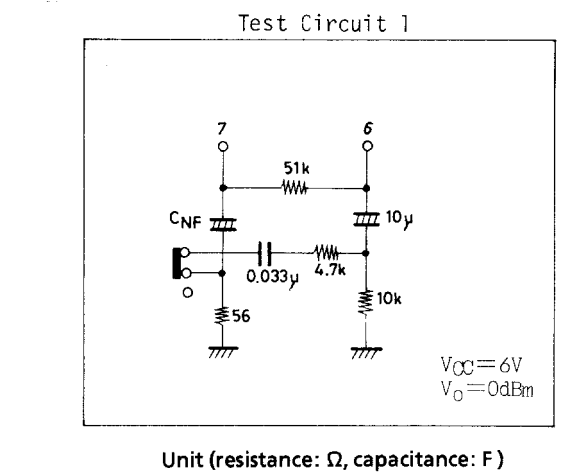 Test Circuit 1
7 6
51k
CNF 10μ
0.033μ 4.7k
10k
56
VCC=6V
VO=0dBm
Unit (resistance: Ω, capacitance: F)